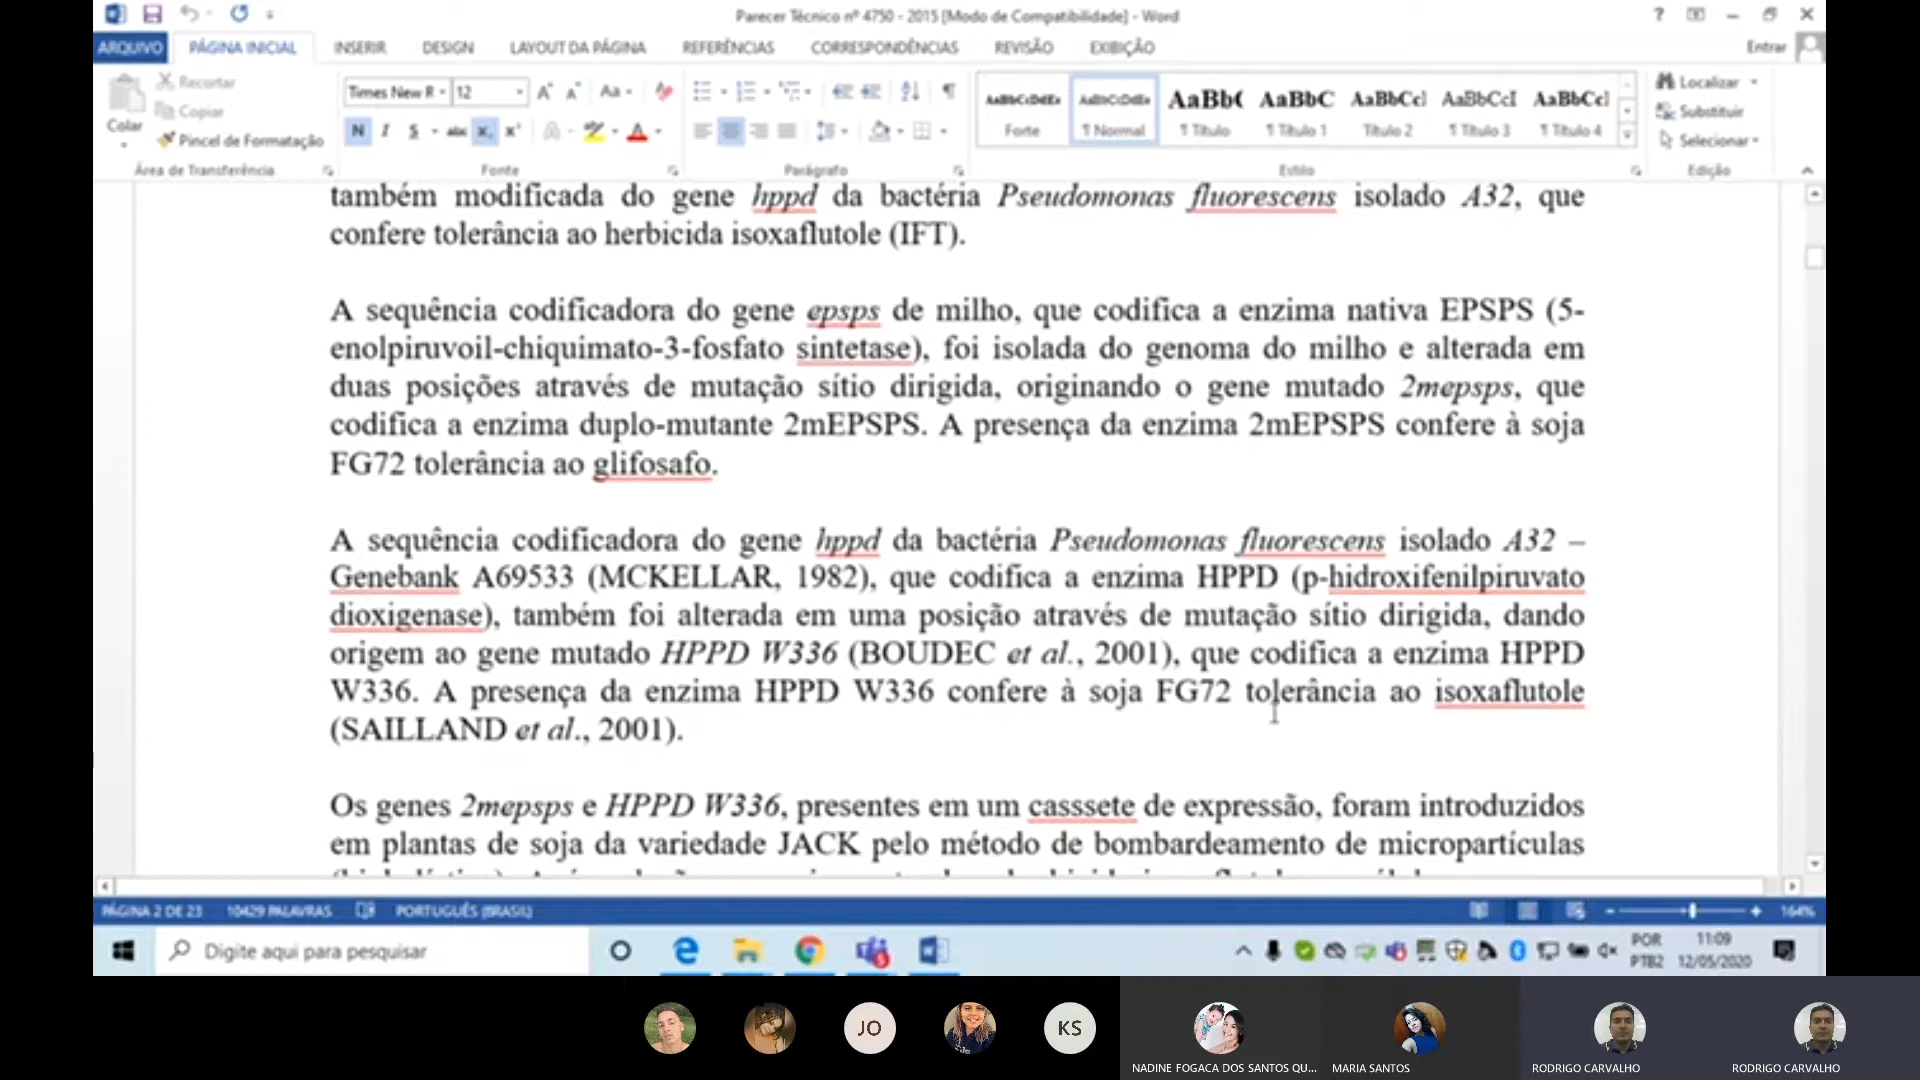 Parecer Técnico nº 4750 - 2015 [Modo de Compatibilidade] - Word
ARQUIVO PÁGINA INICIAL INSERIR DESIGN LAYOUT DA PÁGINA REFERÊNCIAS CORRESPONDÊNCIAS REVISÃO EXIBIÇÃO Entrar
Colar
Recortar
Copiar
Pincel de Formatação
Área de Transferência
Times New R 12
Fonte
Parágrafo
AaBbCcDdEe AaBbCcDdEe AaBb( AaBbC AaBbCcl AaBbCcI AaBbCcl
Forte ¶ Normal ¶ Título ¶ Título 1 Título 2 ¶ Título 3 ¶ Título 4
Estilo
Localizar
Substituir
Selecionar
Edição
também modificada do gene hppd da bactéria Pseudomonas fluorescens isolado A32, que
confere tolerância ao herbicida isoxaflutole (IFT).
A sequência codificadora do gene epsps de milho, que codifica a enzima nativa EPSPS (5-
enolpiruvoil-chiquimato-3-fosfato sintetase), foi isolada do genoma do milho e alterada em
duas posições através de mutação sítio dirigida, originando o gene mutado 2mepsps, que
codifica a enzima duplo-mutante 2mEPSPS. A presença da enzima 2mEPSPS confere à soja
FG72 tolerância ao glifosafo.
A sequência codificadora do gene hppd da bactéria Pseudomonas fluorescens isolado A32 –
Genebank A69533 (MCKELLAR, 1982), que codifica a enzima HPPD (p-hidroxifenilpiruvato
dioxigenase), também foi alterada em uma posição através de mutação sítio dirigida, dando
origem ao gene mutado HPPD W336 (BOUDEC et al., 2001), que codifica a enzima HPPD
W336. A presença da enzima HPPD W336 confere à soja FG72 tolerância ao isoxaflutole
(SAILLAND et al., 2001).
Os genes 2mepsps e HPPD W336, presentes em um casssete de expressão, foram introduzidos
em plantas de soja da variedade JACK pelo método de bombardeamento de micropartículas
PÁGINA 2 DE 23 10429 PALAVRAS PORTUGUÊS (BRASIL) 164%
Digite aqui para pesquisar
POR
PTB2
11:09
12/05/2020
JO
KS
NADINE FOGACA DOS SANTOS QU...
MARIA SANTOS
RODRIGO CARVALHO
RODRIGO CARVALHO